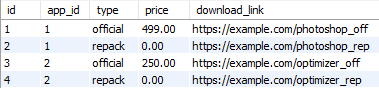 id app_id type price download_link
1 1 official 499.00 https://example.com/photoshop_off
2 1 repack 0.00 https://example.com/photoshop_rep
3 2 official 250.00 https://example.com/optimizer_off
4 2 repack 0.00 https://example.com/optimizer_rep